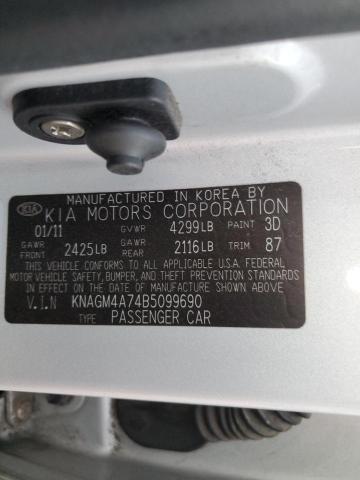 MANUFACTURED IN KOREA BY
KIA KIA MOTORS CORPORATION
01/11 GVWR 4299LB PAINT 3D
GAWR FRONT 2425LB GAWR 2116LB TRIM 87
THIS VEHICLE CONFORMS TO ALL APPLICABLE U.S.A. FEDERAL
MOTOR VEHICLE SAFETY, BUMPER, AND THEFT PREVENTION STANDARDS
IN EFFECT ON THE DATE OF MANUFACTURE SHOWN ABOVE
V.I.N KNAGM4A74B5099690
TYPE PASSENGER CAR